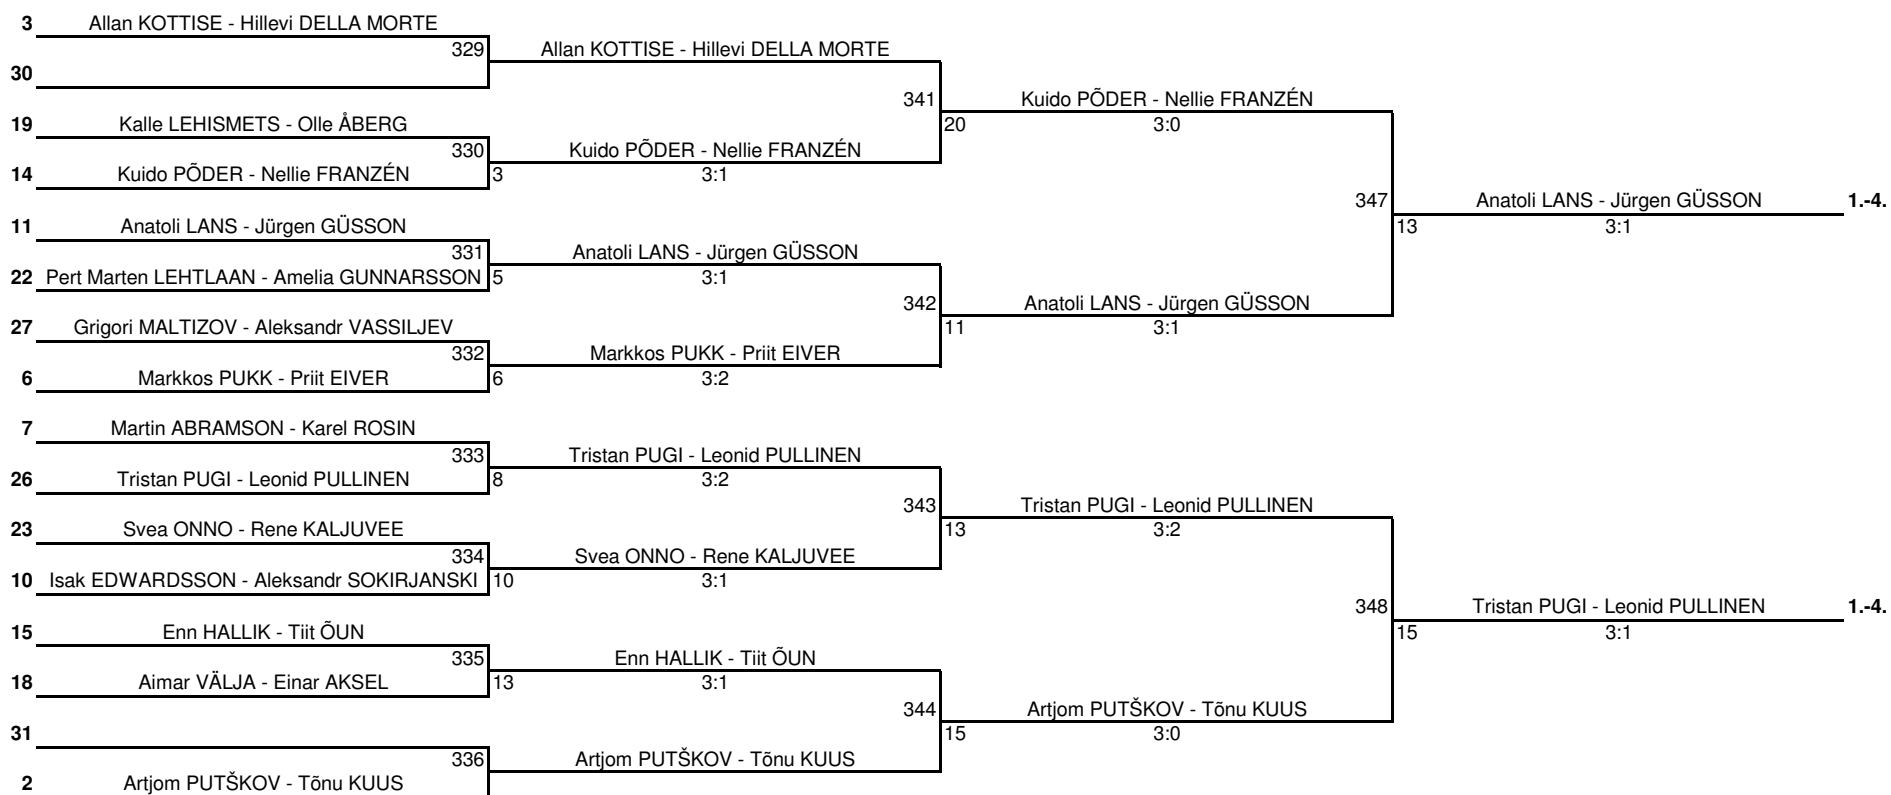 3 Allan KOTTISE - Hillevi DELLA MORTE
329 Allan KOTTISE - Hillevi DELLA MORTE
30
341 Kuido PÕDER - Nellie FRANZÉN
19 Kalle LEHISMETS - Olle ÅBERG 20 3:0
330 Kuido PÕDER - Nellie FRANZÉN
14 Kuido PÕDER - Nellie FRANZÉN 3 3:1
347 Anatoli LANS - Jürgen GÜSSON 1.-4.
11 Anatoli LANS - Jürgen GÜSSON 13 3:1
331 Anatoli LANS - Jürgen GÜSSON
22 Pert Marten LEHTLAAN - Amelia GUNNARSSON 5 3:1
342 Anatoli LANS - Jürgen GÜSSON
27 Grigori MALTIZOV - Aleksandr VASSILJEV 11 3:1
332 Markkos PUKK - Priit EIVER
6 Markkos PUKK - Priit EIVER 6 3:2
7 Martin ABRAMSON - Karel ROSIN
333 Tristan PUGI - Leonid PULLINEN
26 Tristan PUGI - Leonid PULLINEN 8 3:2
343 Tristan PUGI - Leonid PULLINEN
23 Svea ONNO - Rene KALJUVEE 13 3:2
334 Svea ONNO - Rene KALJUVEE
10 Isak EDWARDSSON - Aleksandr SOKIRJANSKI 10 3:1
348 Tristan PUGI - Leonid PULLINEN 1.-4.
15 Enn HALLIK - Tiit ÕUN 15 3:1
335 Enn HALLIK - Tiit ÕUN
18 Aimar VÄLJA - Einar AKSEL 13 3:1
344 Artjom PUTŠKOV - Tõnu KUUS
31 15 3:0
336 Artjom PUTŠKOV - Tõnu KUUS
2 Artjom PUTŠKOV - Tõnu KUUS